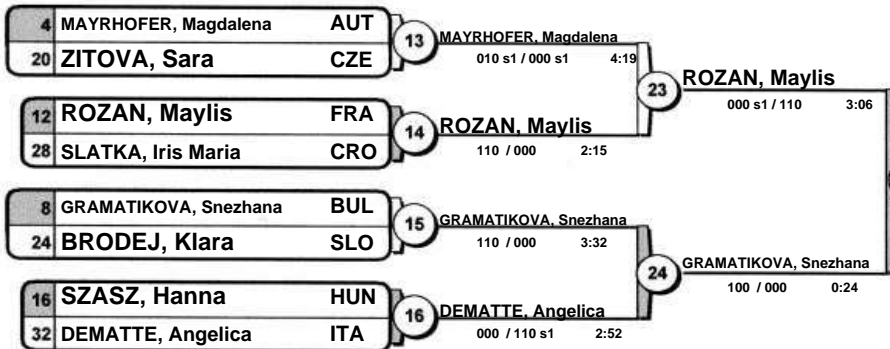 4 MAYRHOFER, Magdalena AUT
20 ZITOVA, Sara CZE
13
MAYRHOFER, Magdalena
010 s1 / 000 s1 4:19
12 ROZAN, Maylis FRA
28 SLATKA, Iris Maria CRO
14
ROZAN, Maylis
110 / 000 2:15
23
ROZAN, Maylis
000 s1 / 110 3:06
8 GRAMATIKOVA, Snezhana BUL
24 BRODEJ, Klara SLO
15
GRAMATIKOVA, Snezhana
110 / 000 3:32
16 SZASZ, Hanna HUN
32 DEMATTE, Angelica ITA
16
DEMATTE, Angelica
000 / 110 s1 2:52
24
GRAMATIKOVA, Snezhana
100 / 000 0:24